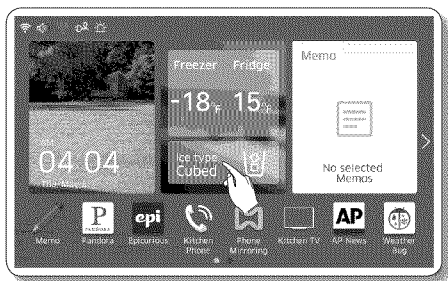 Freezer Fridge
-18°F 15°F
Memo
04:04
Ice type
Cubed
No selected
Memos
P
PANDORA
epi
AP
Memo
Pandora
Epicurious
Kitchen
Phone
Phone
Mirroring
Kitchen TV
AP News
Weather
Bug